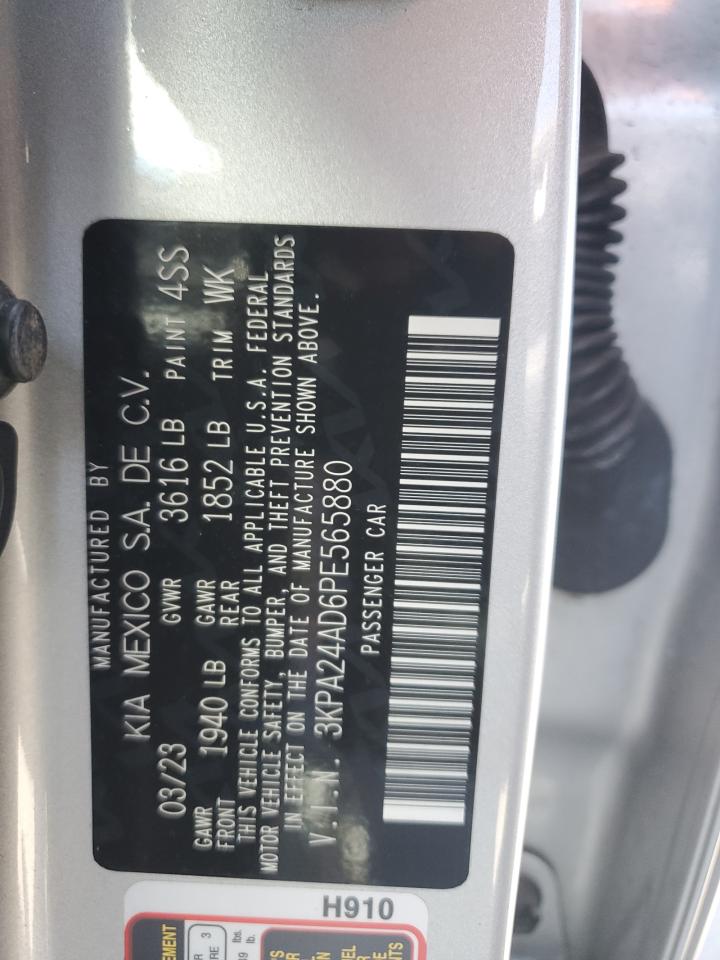 MANUFACTURED BY
KIA MEXICO S.A. DE C.V.
03/23 GVWR 3616 LB PAINT 4SS
GAWR FRONT 1940 LB GAWR REAR 1852 LB TRIM WK
THIS VEHICLE CONFORMS TO ALL APPLICABLE U.S.A. FEDERAL
MOTOR VEHICLE SAFETY, BUMPER, AND THEFT PREVENTION STANDARDS
IN EFFECT ON THE DATE OF MANUFACTURE SHOWN ABOVE.
V.I.N. 3KPA24AD6PE565880
PASSENGER CAR
H910